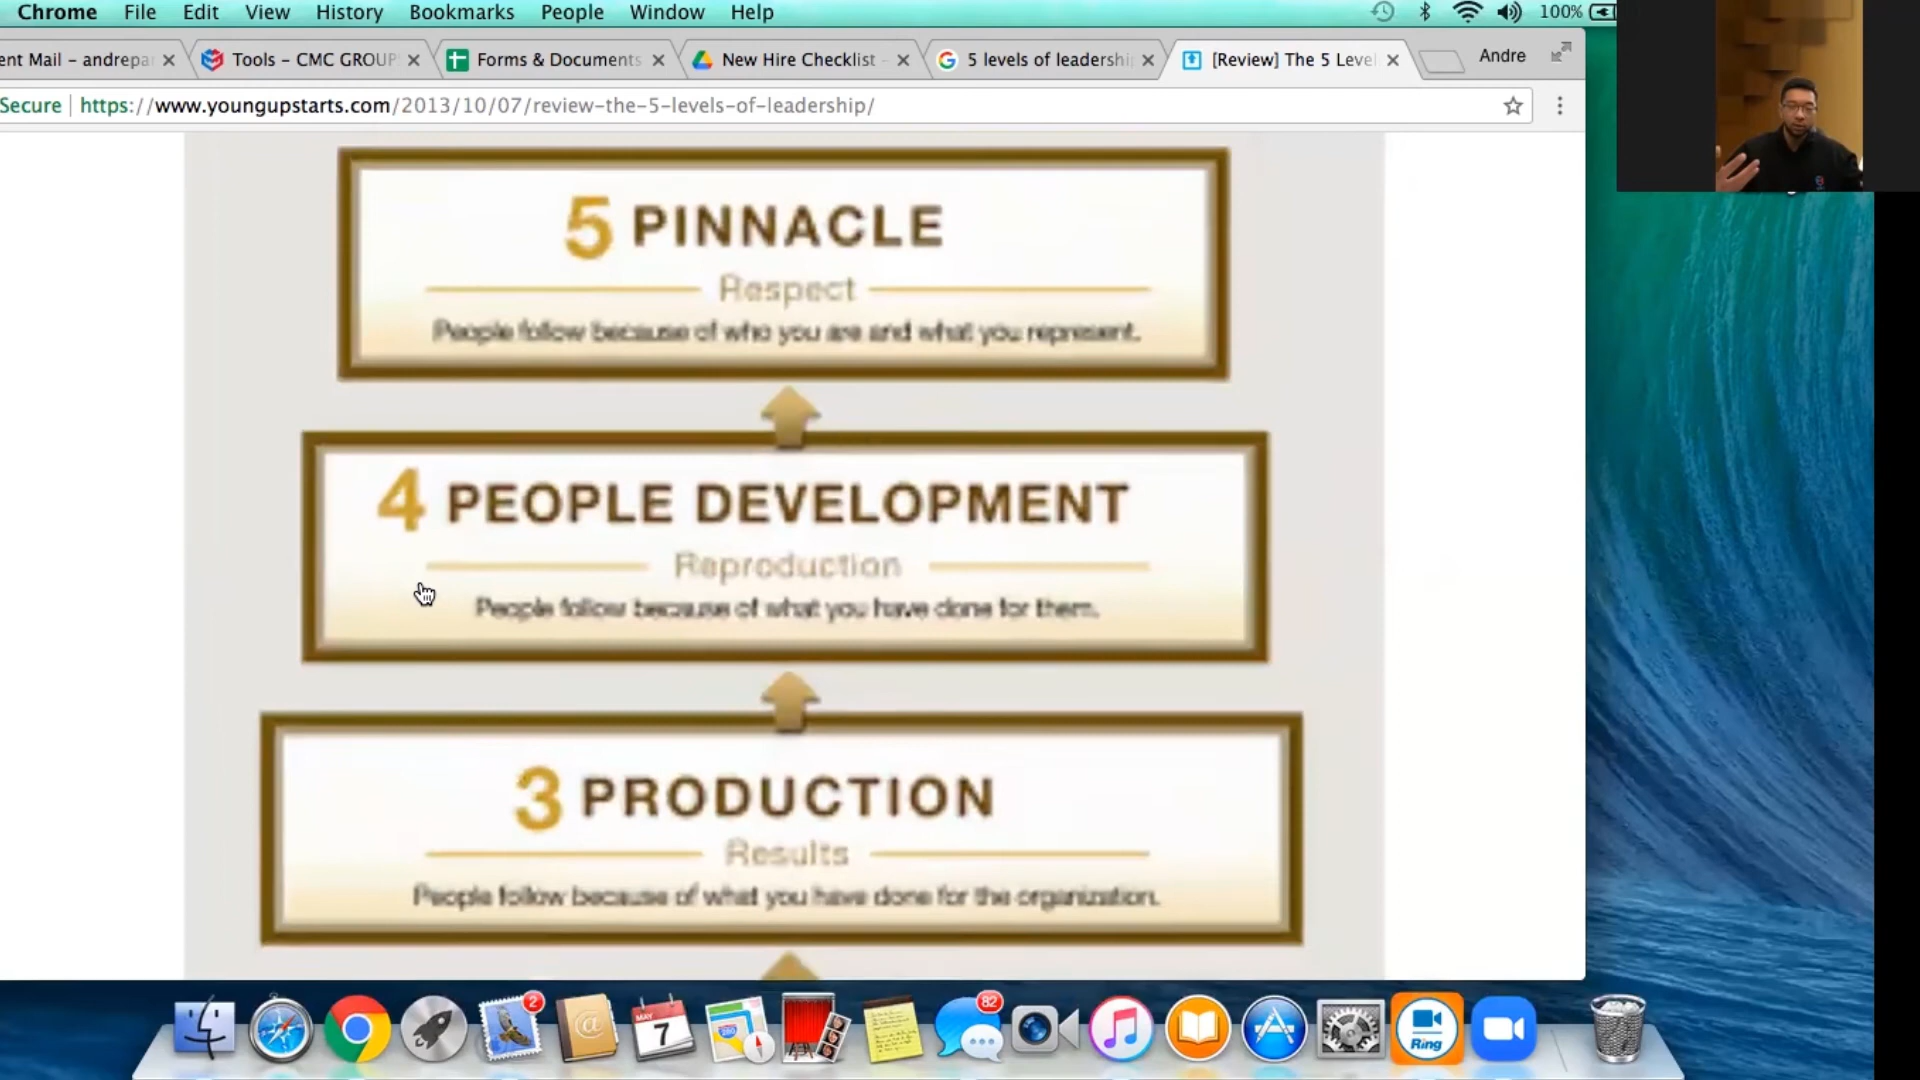 Chrome File Edit View History Bookmarks People Window Help 100%
ent Mail – andrepa Tools – CMC GROUP Forms & Documents New Hire Checklist - 5 levels of leadershi [Review] The 5 Leve Andre
Secure https://www.youngupstarts.com/2013/10/07/review-the-5-levels-of-leadership/
5 PINNACLE
Respect
People follow because of who you are and what you represent.
4 PEOPLE DEVELOPMENT
Reproduction
People follow because of what you have done for them.
3 PRODUCTION
Results
People follow because of what you have done for the organization.
2
MAY
7
82
Ring